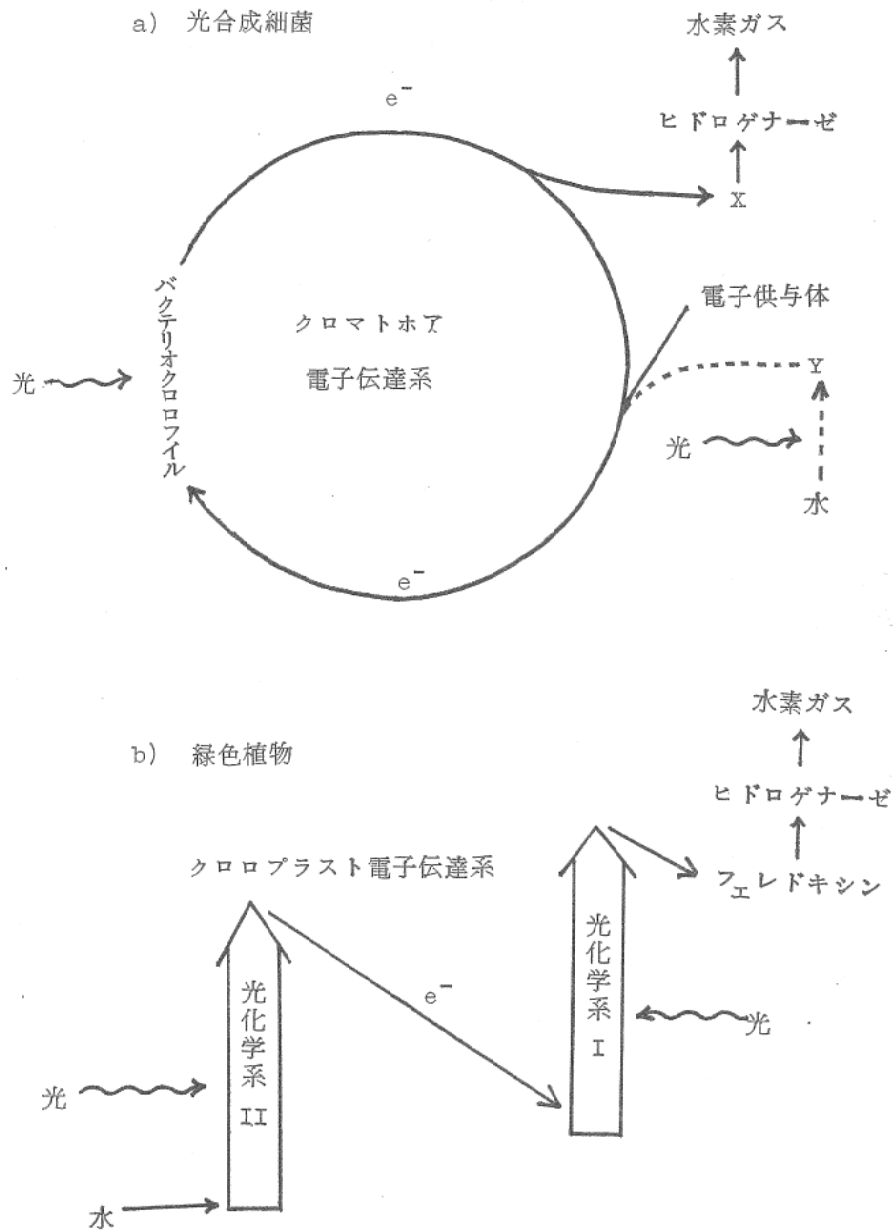 a) 光合成細菌
水素ガス
e⁻
ヒドロゲナーゼ
X
バクテリオクロロフイル
クロマトホア
電子伝達系
電子供与体
光
Y
光
水
e⁻
水素ガス
b) 緑色植物
ヒドロゲナーゼ
クロロプラスト電子伝達系
フェレドキシン
光化学系 II
e⁻
光化学系 I
光
光
水